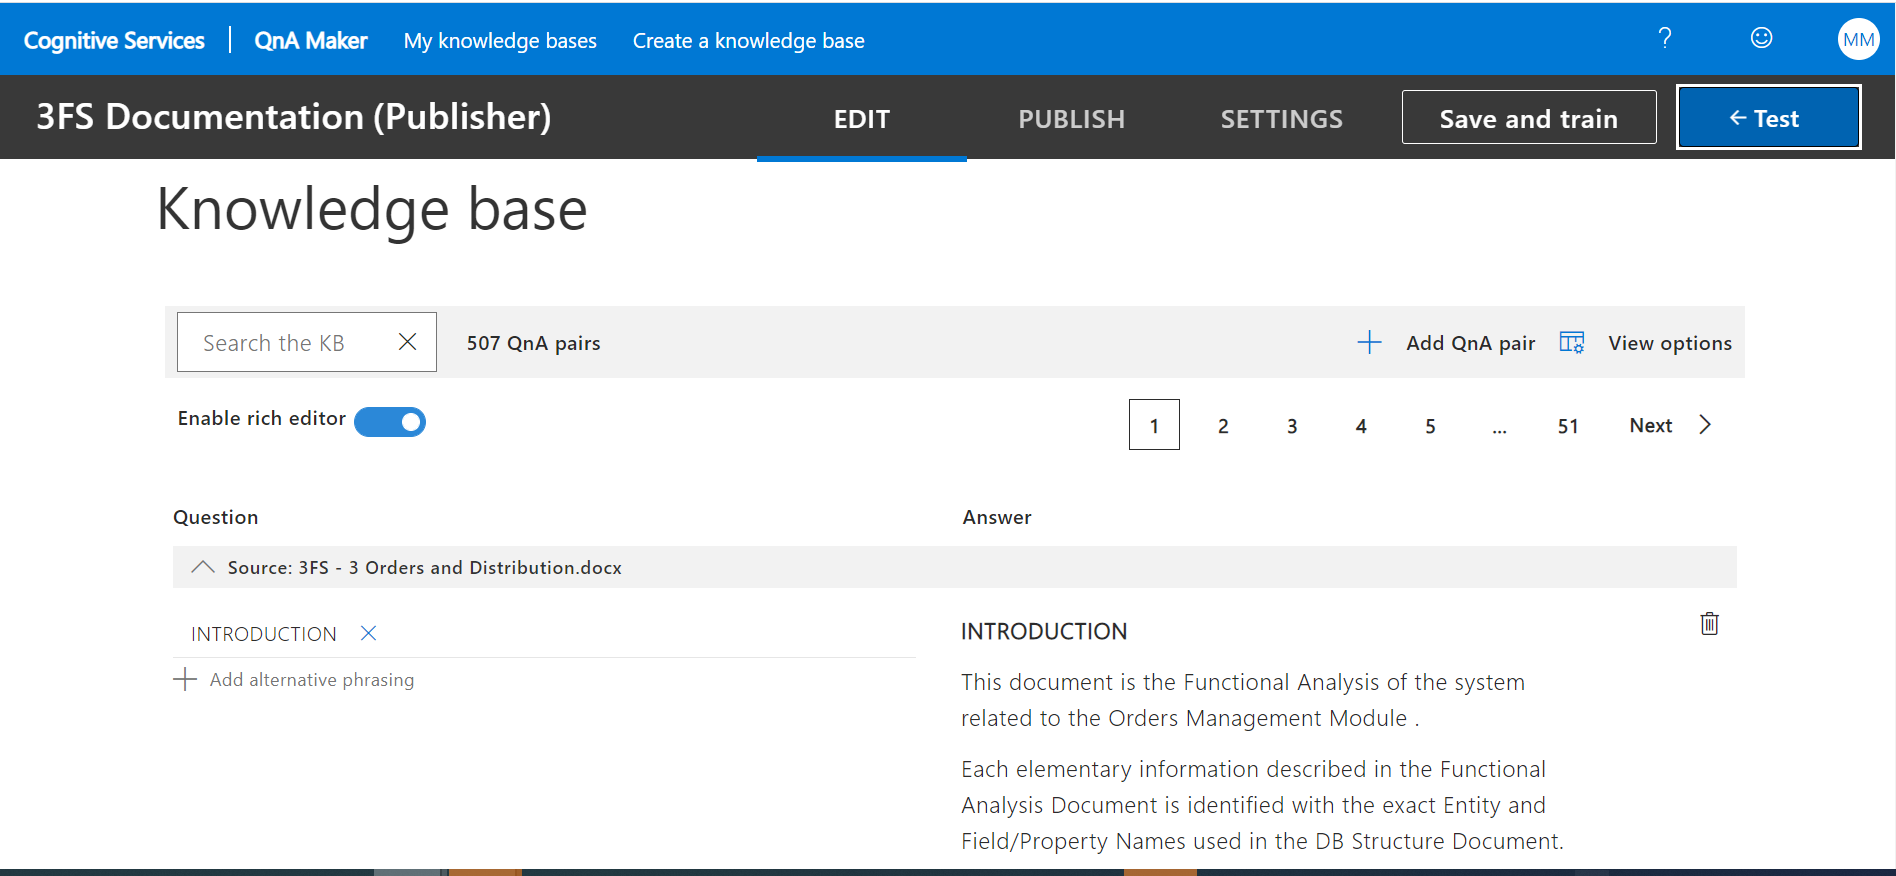 Cognitive Services | QnA Maker My knowledge bases Create a knowledge base ? MM
3FS Documentation (Publisher) EDIT PUBLISH SETTINGS Save and train ← Test
Knowledge base
Search the KB 507 QnA pairs Add QnA pair View options
Enable rich editor 1 2 3 4 5 ... 51 Next
Question Answer
Source: 3FS - 3 Orders and Distribution.docx
INTRODUCTION
Add alternative phrasing
INTRODUCTION
This document is the Functional Analysis of the system
related to the Orders Management Module .
Each elementary information described in the Functional
Analysis Document is identified with the exact Entity and
Field/Property Names used in the DB Structure Document.